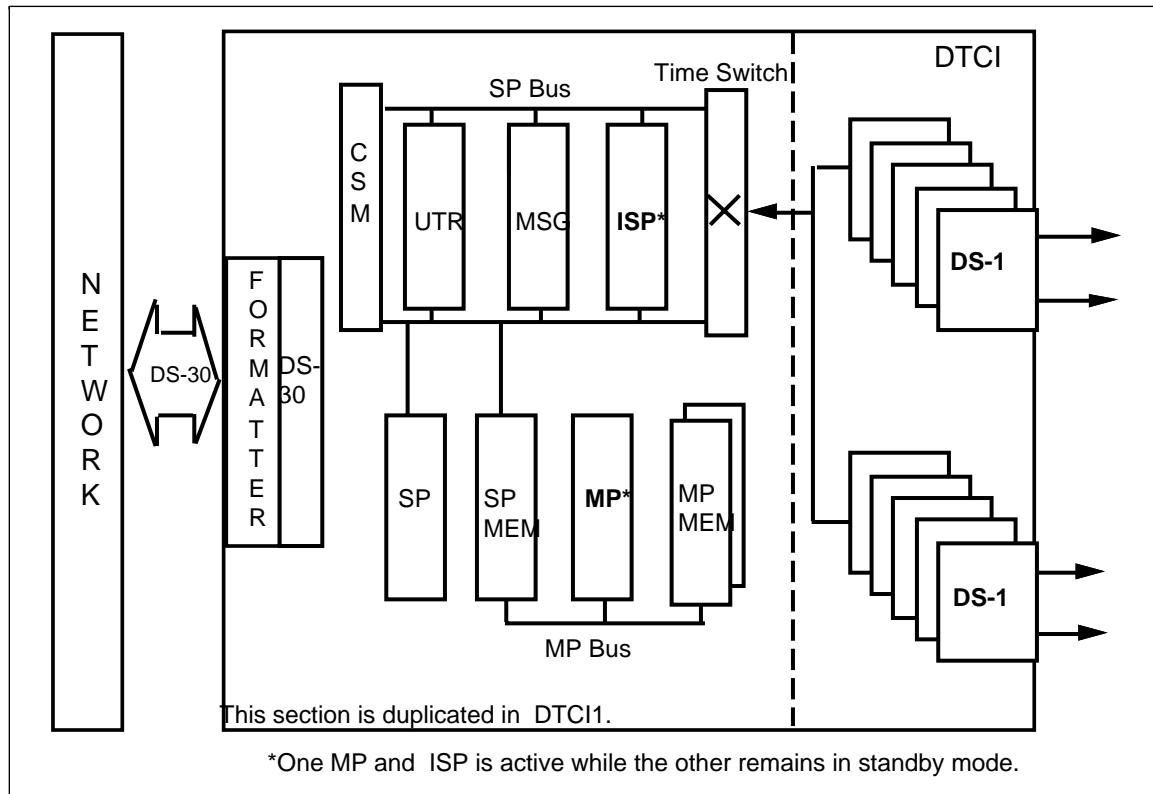 DTCI
Time Switch
SP Bus
C
S
M
UTR
MSG
ISP*
DS-1
N
E
T
W
O
R
K
DS-30
F
O
R
M
A
T
T
E
R
DS-
30
SP
SP
MEM
MP*
MP
MEM
DS-1
MP Bus
This section is duplicated in DTCI1.
*One MP and ISP is active while the other remains in standby mode.